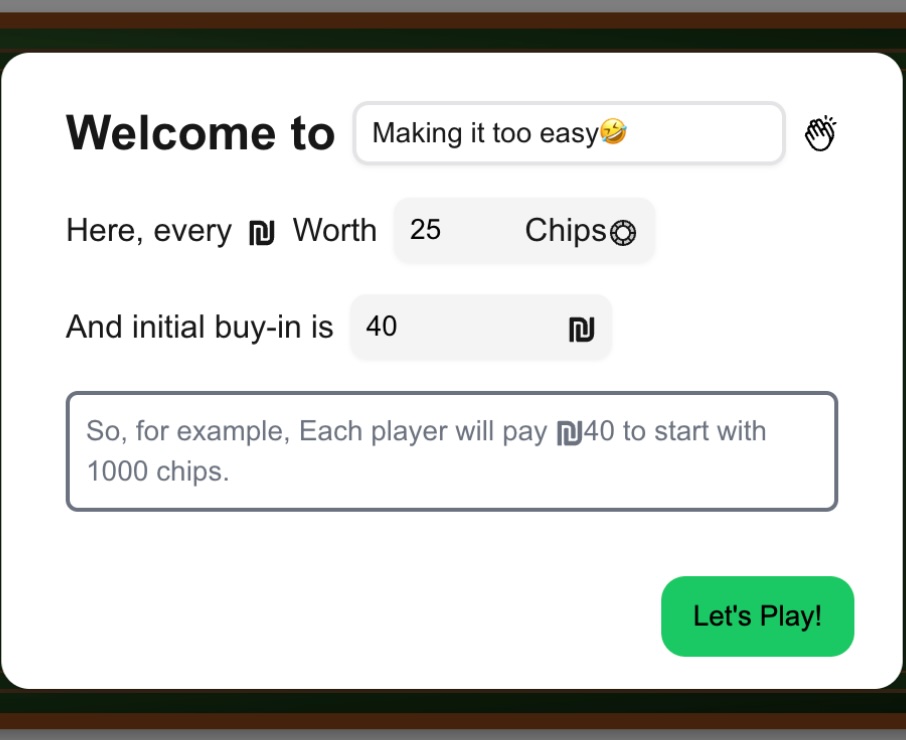 Welcome to Making it too easy🤣 👏
Here, every ₪ Worth 25 Chips
And initial buy-in is 40 ₪
So, for example, Each player will pay ₪40 to start with
1000 chips.
Let's Play!